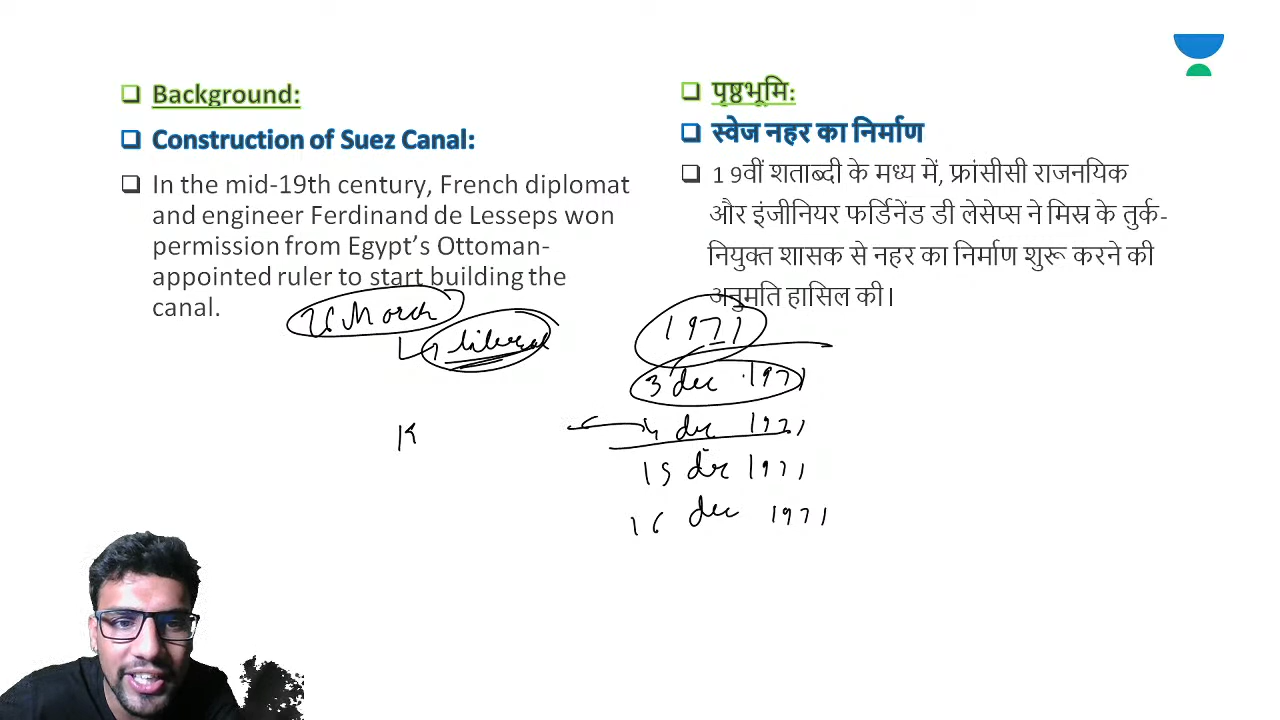 Background:
Construction of Suez Canal:
In the mid-19th century, French diplomat
and engineer Ferdinand de Lesseps won
permission from Egypt’s Ottoman-
appointed ruler to start building the
canal.
पृष्ठभूमि:
स्वेज नहर का निर्माण
19वीं शताब्दी के मध्य में, फ्रांसीसी राजनयिक
और इंजीनियर फर्डिनेंड डी लेसेप्स ने मिस्र के तुर्क-
नियुक्त शासक से नहर का निर्माण शुरू करने की
अनुमति हासिल की।
26 March
1971
3 dec 1971
4 dec 1971
15 dec 1971
16 dec 1971